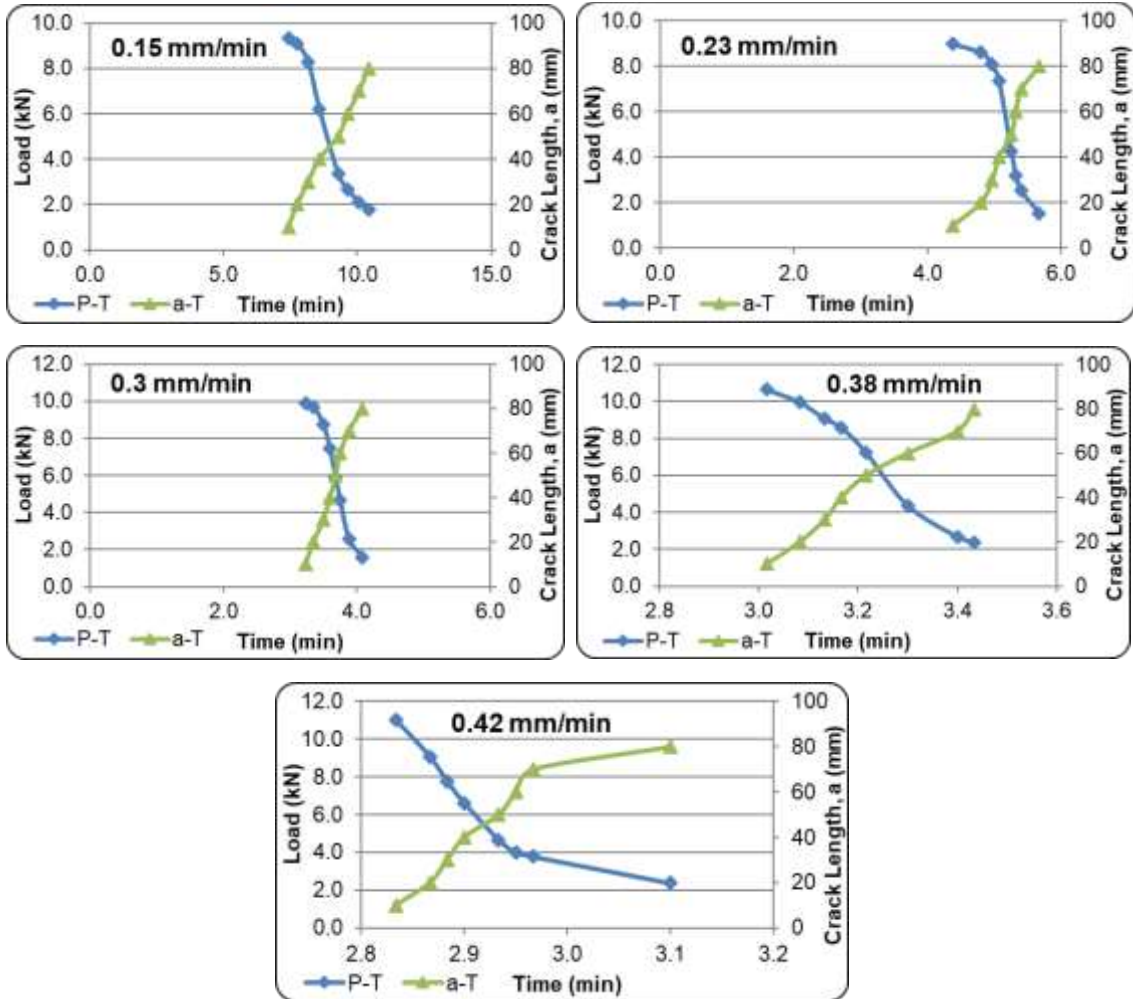 0.15 mm/min
Load (kN)
10.0
8.0
6.0
4.0
2.0
0.0
100
80
60
40
20
0
Crack Length, a (mm)
0.0 5.0 10.0 15.0
P-T a-T Time (min)
0.23 mm/min
Load (kN)
10.0
8.0
6.0
4.0
2.0
0.0
100
80
60
40
20
0
Crack Length, a (mm)
0.0 2.0 4.0 6.0
P-T a-T Time (min)
0.3 mm/min
Load (kN)
12.0
10.0
8.0
6.0
4.0
2.0
0.0
100
80
60
40
20
0
Crack Length, a (mm)
0.0 2.0 4.0 6.0
P-T a-T Time (min)
0.38 mm/min
Load (kN)
12.0
10.0
8.0
6.0
4.0
2.0
0.0
100
80
60
40
20
0
Crack Length, a (mm)
2.8 3.0 3.2 3.4 3.6
P-T a-T Time (min)
0.42 mm/min
Load (kN)
12.0
10.0
8.0
6.0
4.0
2.0
0.0
100
80
60
40
20
0
Crack Length, a (mm)
2.8 2.9 3.0 3.1 3.2
P-T a-T Time (min)